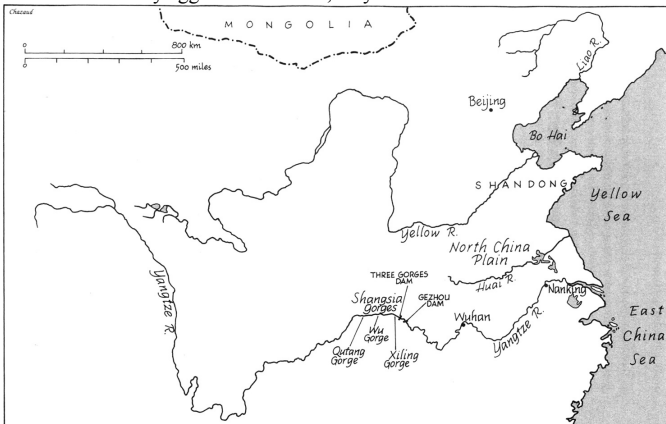 Chazaud
MONGOLIA
0
800 km
0
500 miles
Liao R.
Beijing
Bo Hai
SHANDONG
Yellow
Sea
Yellow R.
North China
Plain
Yangtze R.
THREE GORGES
DAM
GEZHOU
DAM
Huai R.
Nanking
Shangsia
gorges
Wuhan
Yangtze R.
East
China
Sea
Wu
Gorge
Qutang
Gorge
Xiling
Gorge